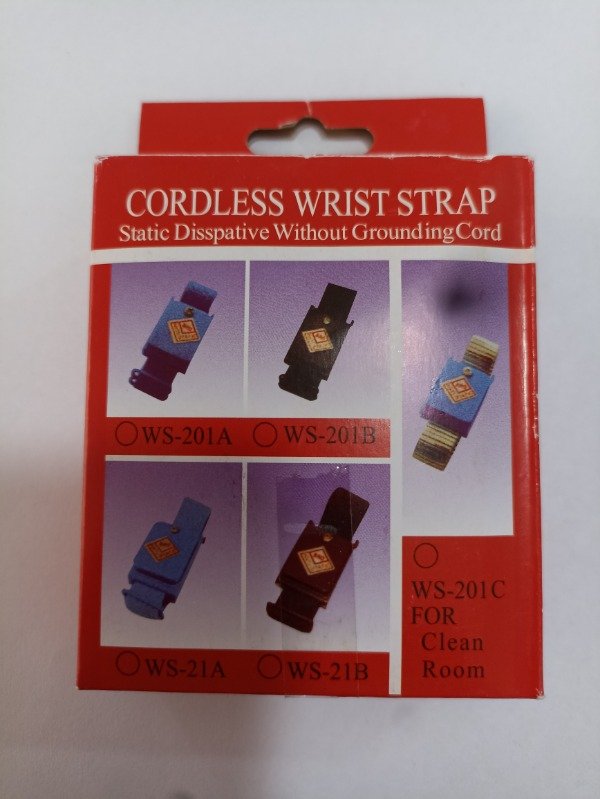 CORDLESS WRIST STRAP
Static Disspative Without Grounding Cord
WS-201A
WS-201B
WS-21A
WS-21B
WS-201C
FOR
Clean
Room